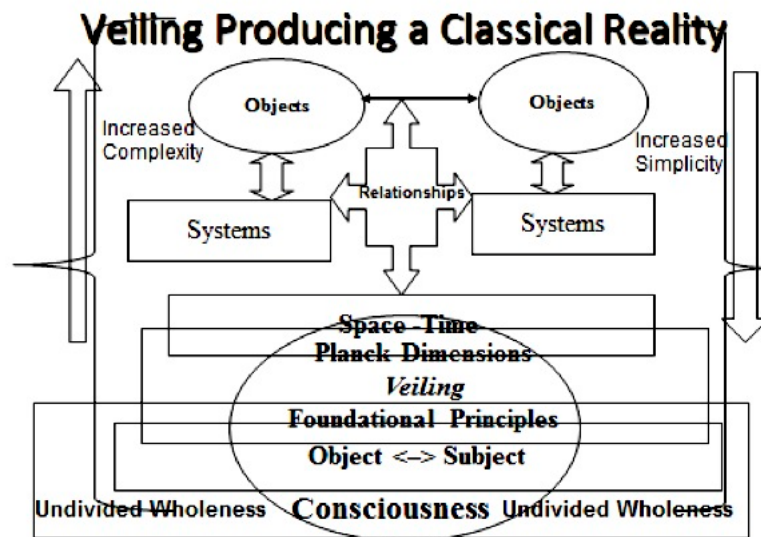 Veiling Producing a Classical Reality
Objects
Objects
Increased
Complexity
Increased
Simplicity
Relationships
Systems
Systems
Space -Time
Planck Dimensions
Veiling
Foundational Principles
Object <–> Subject
Undivided Wholeness Consciousness Undivided Wholeness